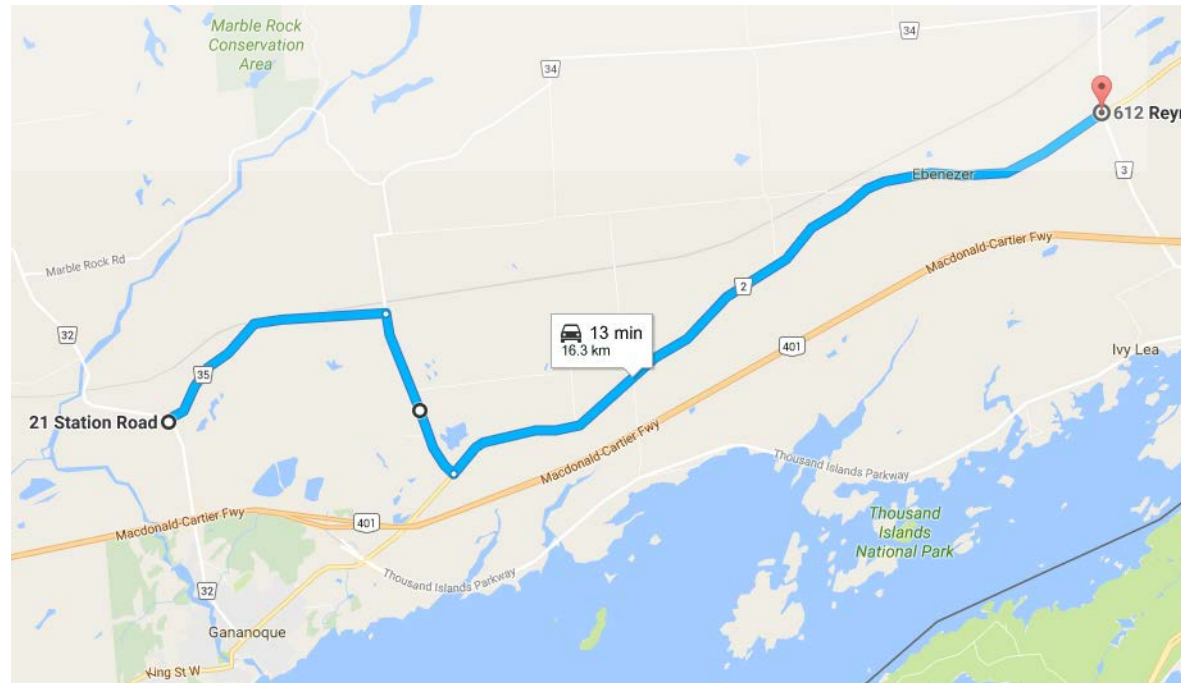 Marble Rock
Conservation
Area
34
34
34
612 Reyn
Ebenezer
3
Macdonald-Cartier Fwy
Marble Rock Rd
2
32
13 min
16.3 km
401
Ivy Lea
35
21 Station Road
Macdonald-Cartier Fwy
Thousand Islands Parkway
Macdonald-Cartier Fwy
401
Thousand
Islands
National Park
Thousand Islands Parkway
32
Gananoque
King St W